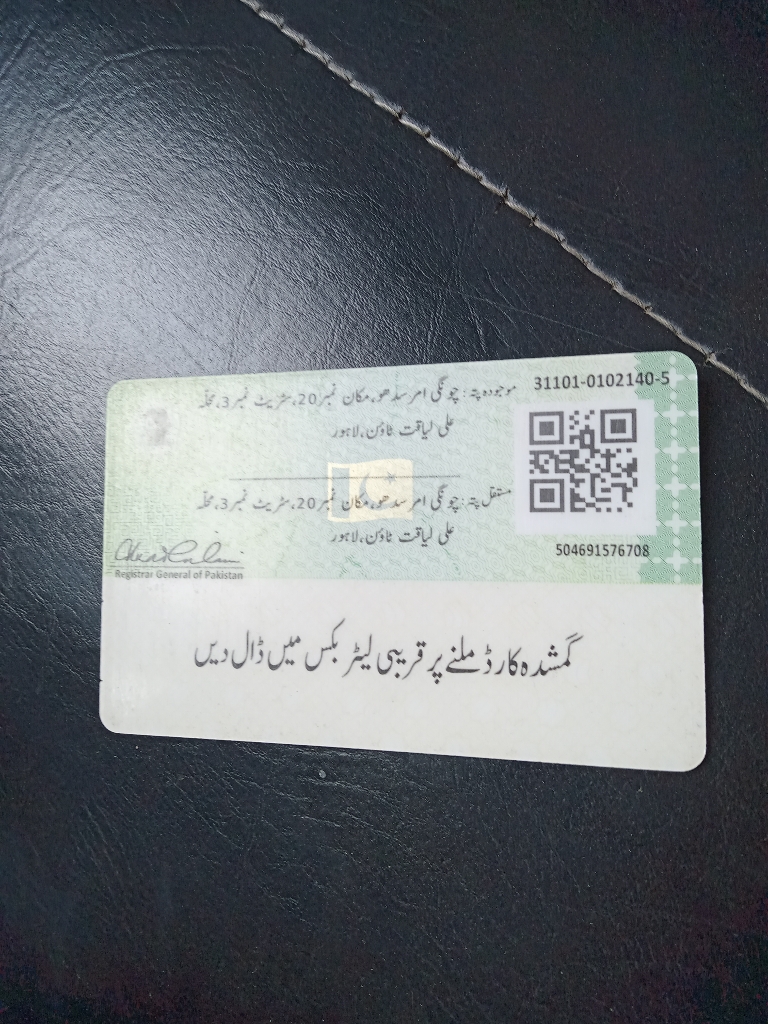 31101-0102140-5
موجودہ پتہ: چونگی امر سدھو، مکان نمبر 20، سٹریٹ نمبر 3، محلہ
علی لیاقت ٹاؤن، لاہور
مستقل پتہ: چونگی امر سدھو، مکان نمبر 20، سٹریٹ نمبر 3، محلہ
علی لیاقت ٹاؤن، لاہور
504691576708
Registrar General of Pakistan
گمشدہ کارڈ ملنے پر قریبی لیٹر بکس میں ڈال دیں